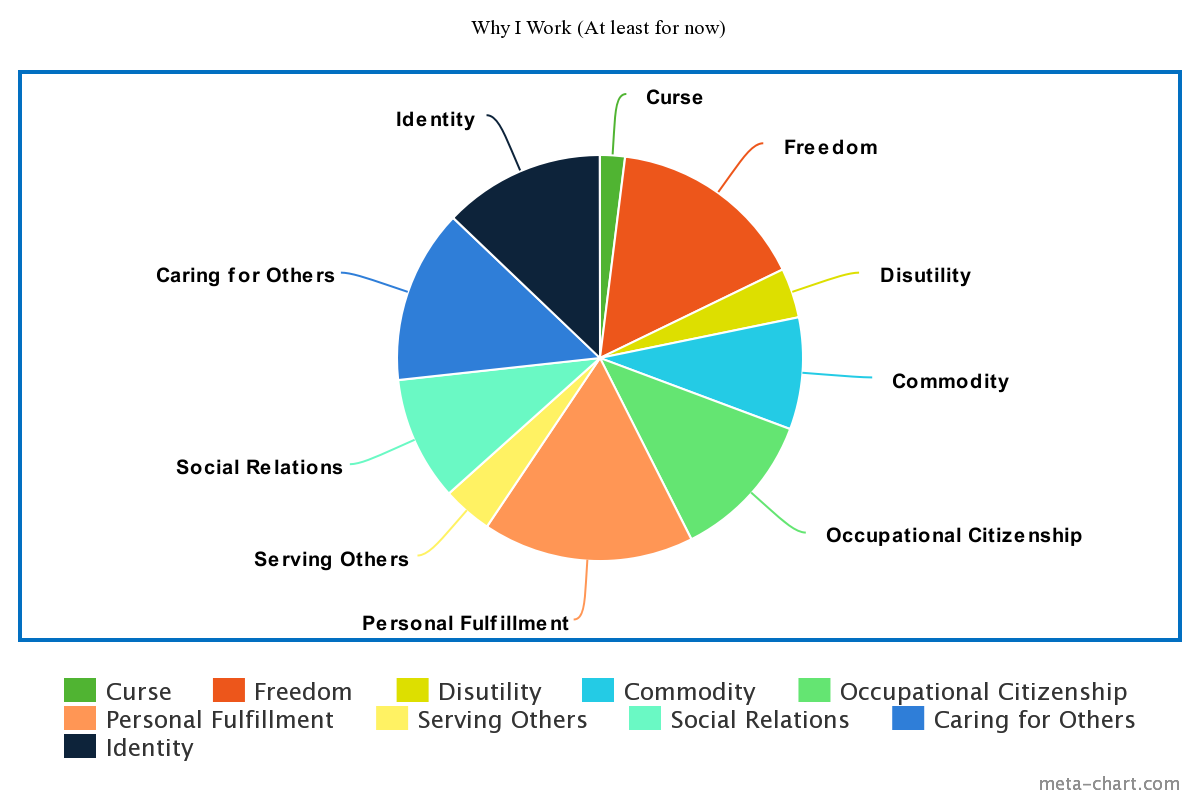 Why I Work (At least for now)
Curse
Identity
Freedom
Caring for Others
Disutility
Commodity
Social Relations
Occupational Citizenship
Serving Others
Personal Fulfillment
Curse Freedom Disutility Commodity Occupational Citizenship
Personal Fulfillment Serving Others Social Relations Caring for Others
Identity
meta-chart.com